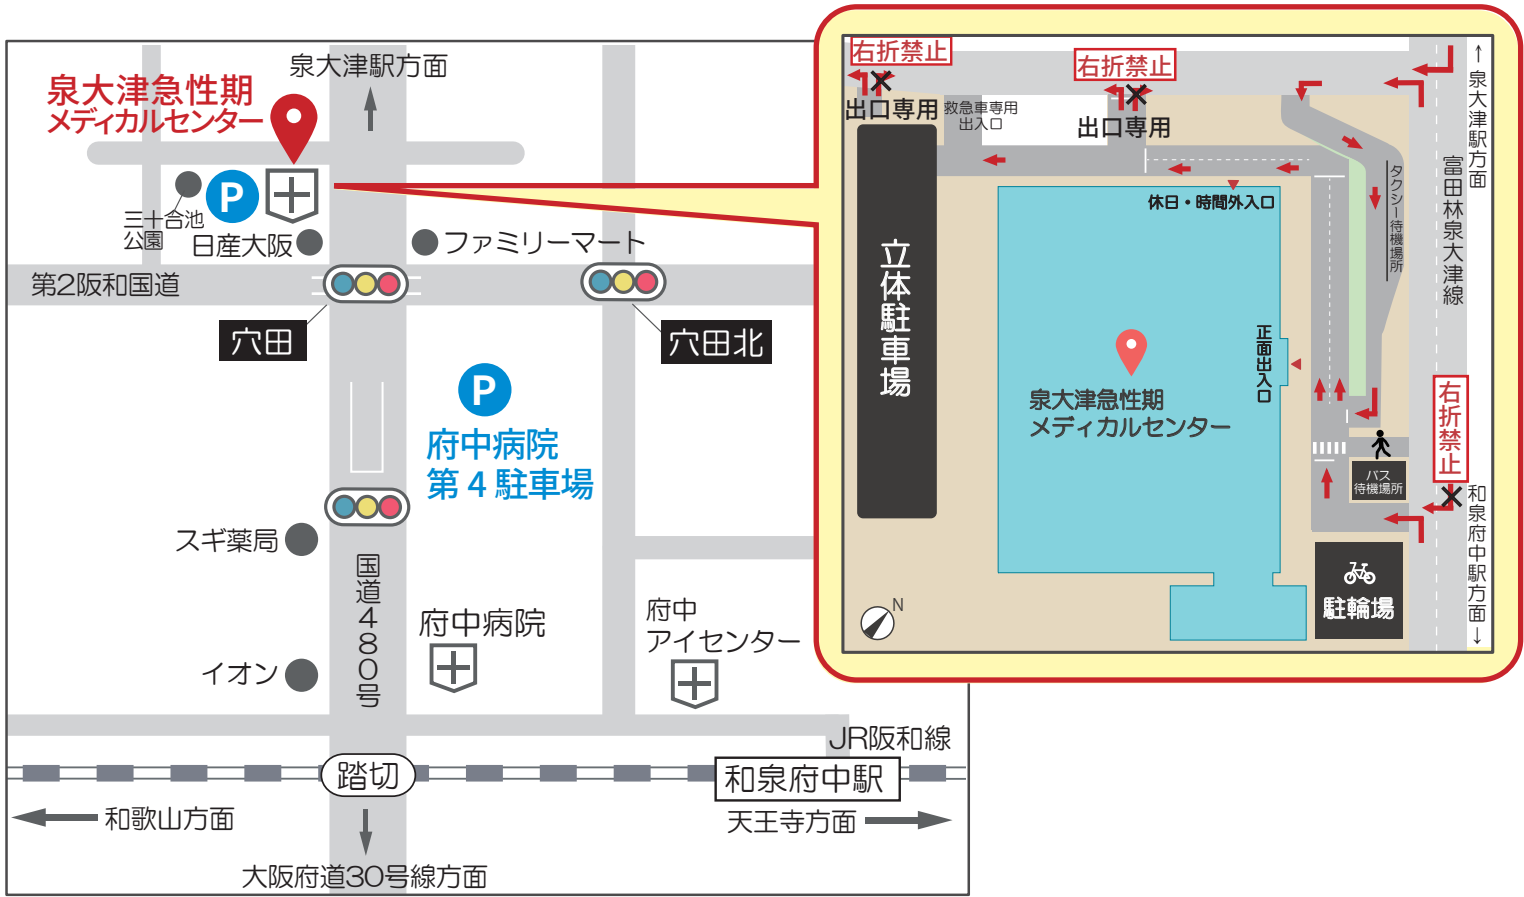 泉大津駅方面
泉大津急性期
メディカルセンター
P
三十合池
公園
日産大阪
ファミリーマート
第2阪和国道
穴田
穴田北
P
府中病院
第4駐車場
スギ薬局
国道480号
府中病院
府中
アイセンター
イオン
JR阪和線
踏切
和泉府中駅
和歌山方面
天王寺方面
大阪府道30号線方面
右折禁止
出口専用
救急車専用
出入口
右折禁止
出口専用
↑泉大津駅方面
富田林泉大津線
タクシー待機場所
休日・時間外入口
立体駐車場
正面出入口
泉大津急性期
メディカルセンター
右折禁止
バス
待機場所
和泉府中駅方面↓
駐輪場
N